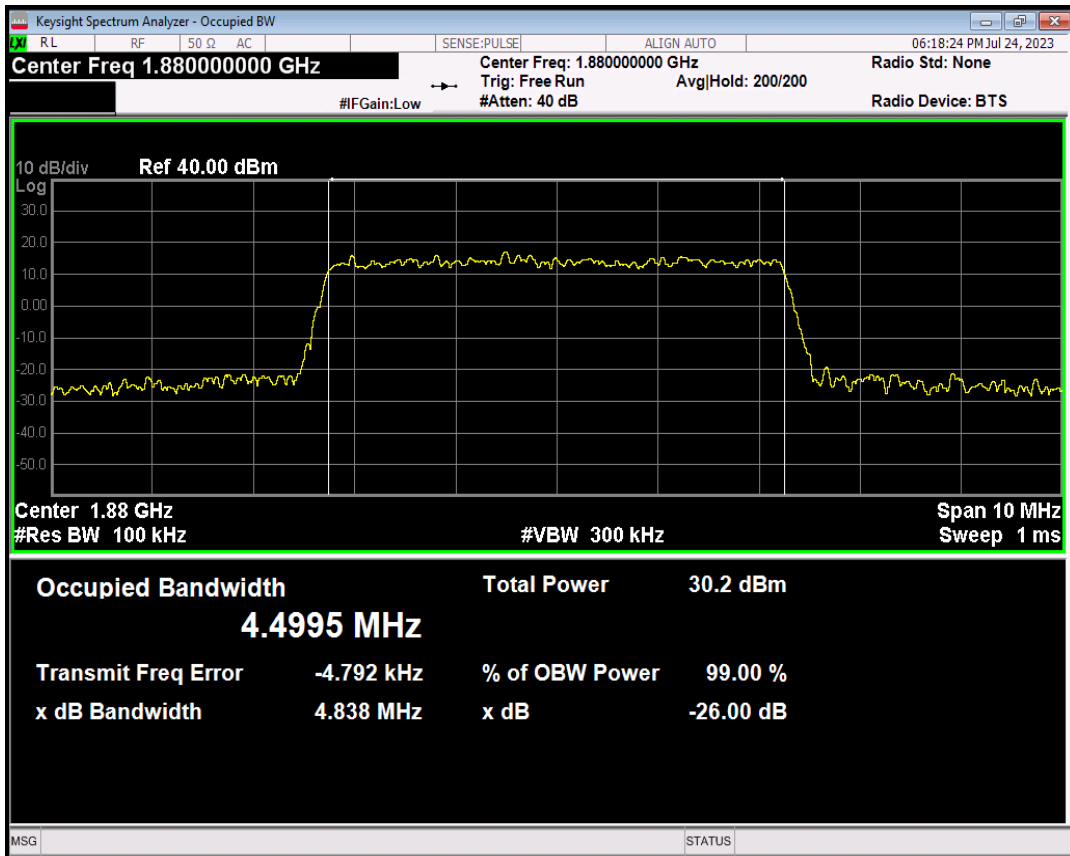 Keysight Spectrum Analyzer - Occupied BW
LXI RL RF 50 Ω AC SENSE:PULSE ALIGN AUTO 06:18:24 PM Jul 24, 2023
Center Freq 1.880000000 GHz Center Freq: 1.880000000 GHz Radio Std: None
Trig: Free Run Avg|Hold: 200/200
#IFGain:Low #Atten: 40 dB Radio Device: BTS
10 dB/div Ref 40.00 dBm
Log
30.0
20.0
10.0
0.00
-10.0
-20.0
-30.0
-40.0
-50.0
Center 1.88 GHz Span 10 MHz
#Res BW 100 kHz #VBW 300 kHz Sweep 1 ms
Occupied Bandwidth Total Power 30.2 dBm
4.4995 MHz
Transmit Freq Error -4.792 kHz % of OBW Power 99.00 %
x dB Bandwidth 4.838 MHz x dB -26.00 dB
MSG STATUS